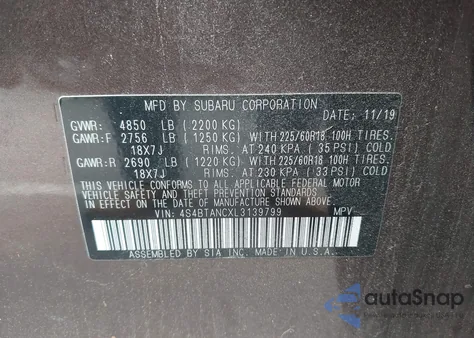 MFD BY SUBARU CORPORATION
DATE: 11/19
GVWR: 4850 LB (2200 KG)
GAWR:F 2756 LB (1250 KG) WITH 225/60R18 100H TIRES.
18X7J RIMS. AT 240 KPA (35 PSI) COLD
GAWR:R 2690 LB (1220 KG) WITH 225/60R18 100H TIRES.
18X7J RIMS. AT 230 KPA (33 PSI) COLD
THIS VEHICLE CONFORMS TO ALL APPLICABLE FEDERAL MOTOR
VEHICLE SAFETY AND THEFT PREVENTION STANDARDS IN EFFECT
ON THE DATE OF MANUFACTURE SHOWN ABOVE.
VIN: 4S4BTANCXL3139799 MPV
ASSEMBLED BY SIA INC. MADE IN U.S.A.
autoSnap